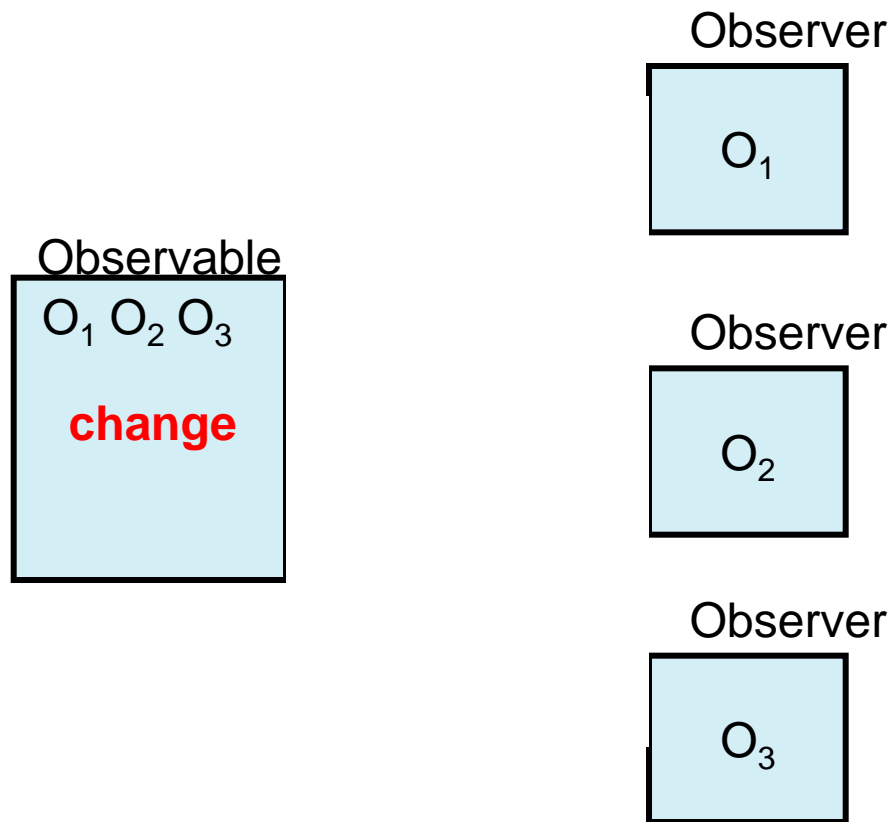 Observable
O₁ O₂ O₃
change
Observer
O₁
Observer
O₂
Observer
O₃